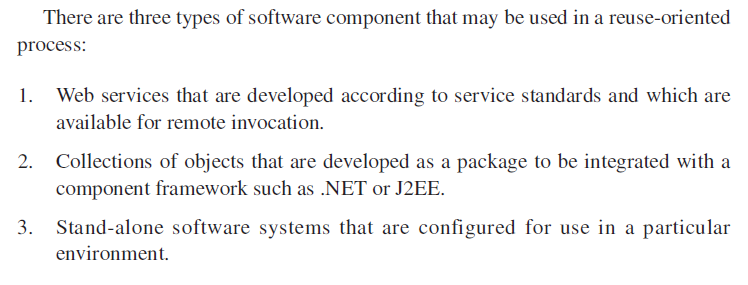 There are three types of software component that may be used in a reuse-oriented
process:
1. Web services that are developed according to service standards and which are
available for remote invocation.
2. Collections of objects that are developed as a package to be integrated with a
component framework such as .NET or J2EE.
3. Stand-alone software systems that are configured for use in a particular
environment.